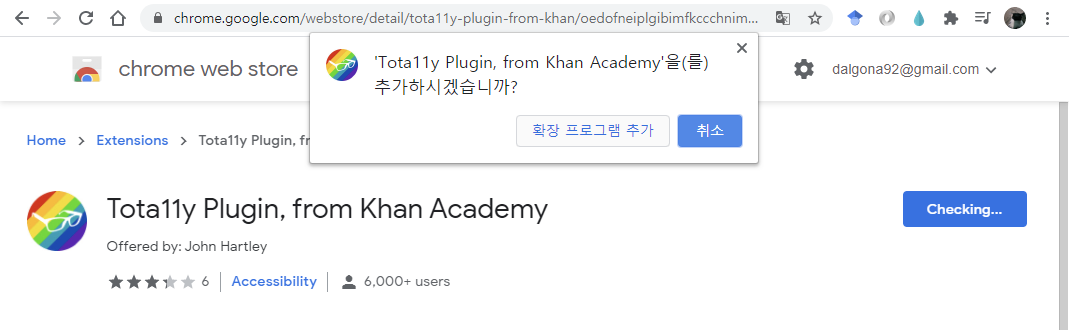 chrome.google.com/webstore/detail/tota11y-plugin-from-khan/oedofneiplgibimfkccchnim...
chrome web store
'Tota11y Plugin, from Khan Academy'을(를)
추가하시겠습니까?
확장 프로그램 추가
취소
dalgona92@gmail.com
Home
Extensions
Tota11y Plugin, fr
Tota11y Plugin, from Khan Academy
Checking...
Offered by: John Hartley
6
Accessibility
6,000+ users